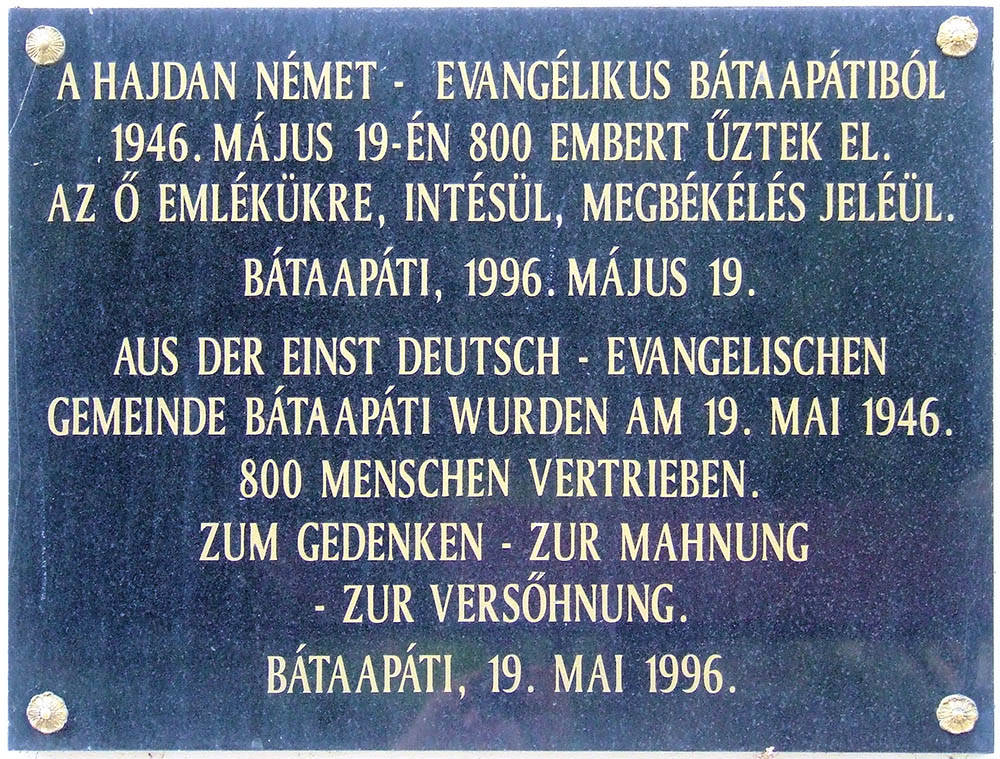 A HAJDAN NÉMET - EVANGÉLIKUS BÁTAAPÁTIBÓL
1946. MÁJUS 19-ÉN 800 EMBERT ŰZTEK EL.
AZ Ő EMLÉKÜKRE, INTÉSÜL, MEGBÉKÉLÉS JELÉÜL.
BÁTAAPÁTI, 1996. MÁJUS 19.
AUS DER EINST DEUTSCH - EVANGELISCHEN
GEMEINDE BÁTAAPÁTI WURDEN AM 19. MAI 1946.
800 MENSCHEN VERTRIEBEN.
ZUM GEDENKEN - ZUR MAHNUNG
- ZUR VERSŐHNUNG.
BÁTAAPÁTI, 19. MAI 1996.